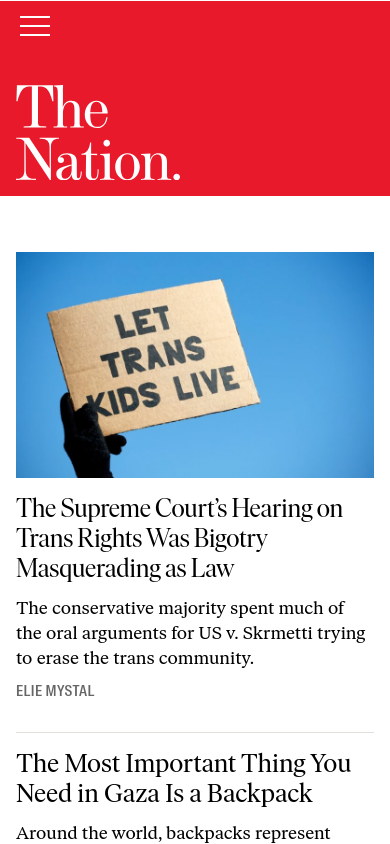 The
Nation.
LET
TRANS
KIDS LIVE
The Supreme Court’s Hearing on
Trans Rights Was Bigotry
Masquerading as Law
The conservative majority spent much of
the oral arguments for US v. Skrmetti trying
to erase the trans community.
ELIE MYSTAL
The Most Important Thing You
Need in Gaza Is a Backpack
Around the world, backpacks represent